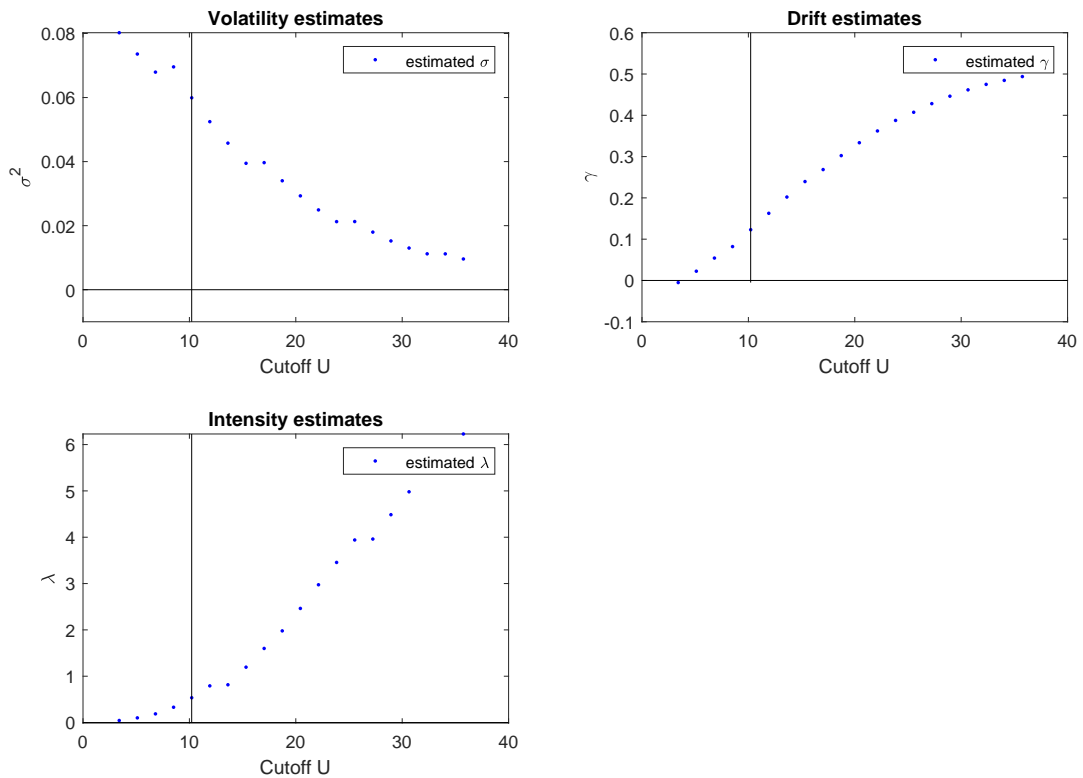 Volatility estimates
0.08
0.06
0.04
0.02
0
σ²
estimated σ
0 10 20 30 40
Cutoff U
Drift estimates
0.6
0.5
0.4
0.3
0.2
0.1
0
-0.1
γ
estimated γ
0 10 20 30 40
Cutoff U
Intensity estimates
6
5
4
3
2
1
0
λ
estimated λ
0 10 20 30 40
Cutoff U